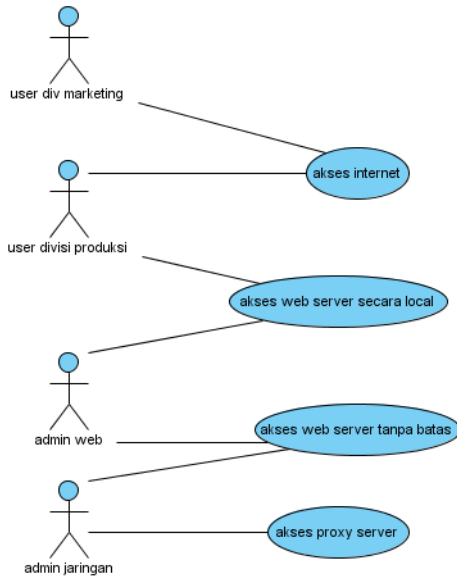 user div marketing
akses internet
user divisi produksi
akses web server secara local
admin web
akses web server tanpa batas
admin jaringan
akses proxy server